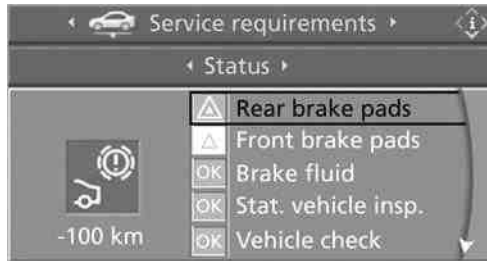 Service requirements
i
Status
Rear brake pads
Front brake pads
OK Brake fluid
OK Stat. vehicle insp.
-100 km
OK Vehicle check